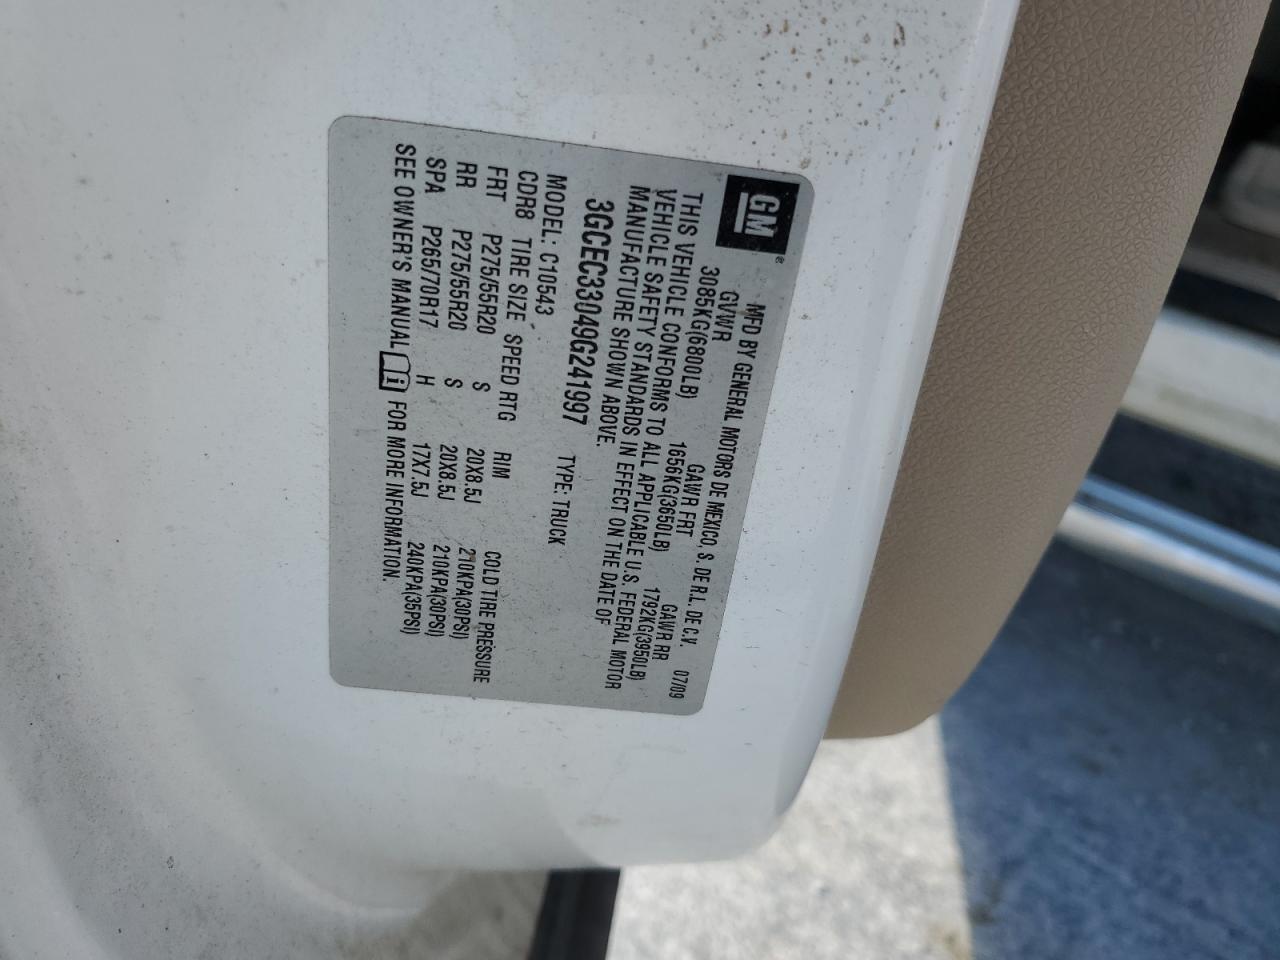 GM®
MFD BY GENERAL MOTORS DE MEXICO, S. DE R.L. DE C.V. 07/09
GVWR GAWR FRT GAWR RR
3085KG(6800LB) 1656KG(3650LB) 1792KG(3950LB)
THIS VEHICLE CONFORMS TO ALL APPLICABLE U.S. FEDERAL MOTOR
VEHICLE SAFETY STANDARDS IN EFFECT ON THE DATE OF
MANUFACTURE SHOWN ABOVE.
3GCEC33049G241997 TYPE: TRUCK
MODEL: C10543
CDR8 TIRE SIZE SPEED RTG RIM COLD TIRE PRESSURE
FRT P275/55R20 S 20X8.5J 210KPA(30PSI)
RR P275/55R20 S 20X8.5J 210KPA(30PSI)
SPA P265/70R17 H 17X7.5J 240KPA(35PSI)
SEE OWNER'S MANUAL i FOR MORE INFORMATION.